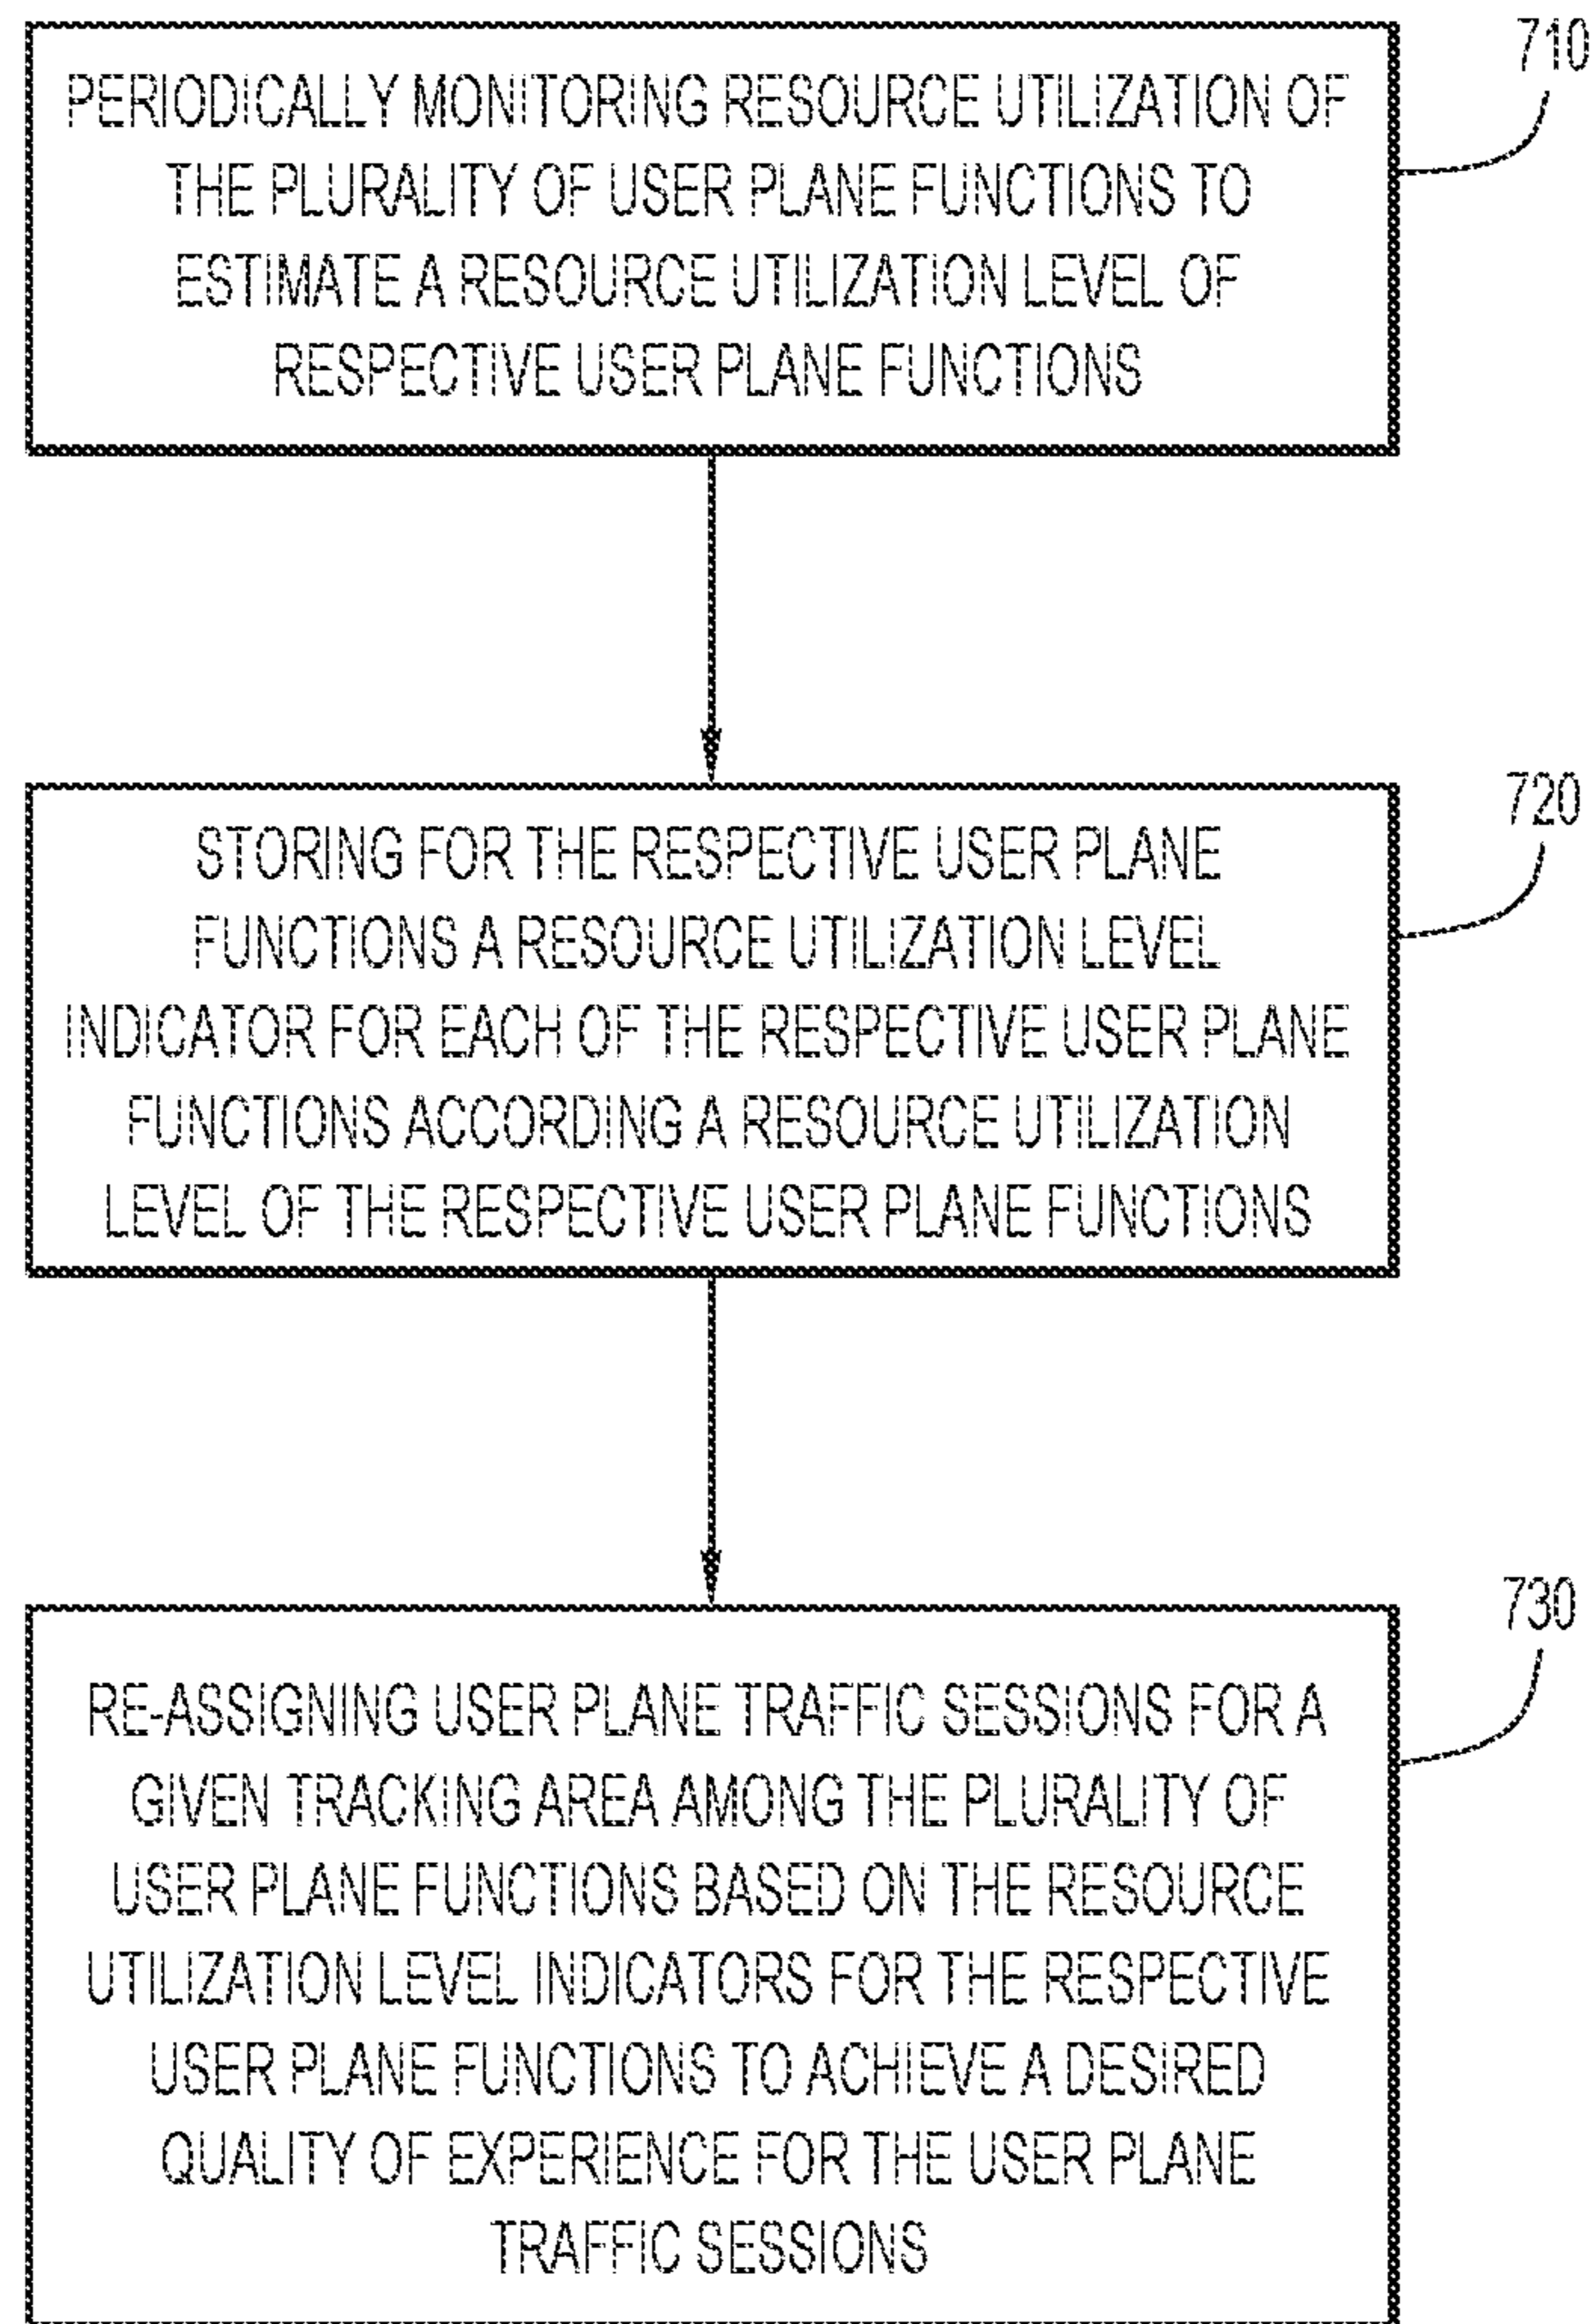 710
PERIODICALLY MONITORING RESOURCE UTILIZATION OF
THE PLURALITY OF USER PLANE FUNCTIONS TO
ESTIMATE A RESOURCE UTILIZATION LEVEL OF
RESPECTIVE USER PLANE FUNCTIONS
720
STORING FOR THE RESPECTIVE USER PLANE
FUNCTIONS A RESOURCE UTILIZATION LEVEL
INDICATOR FOR EACH OF THE RESPECTIVE USER PLANE
FUNCTIONS ACCORDING A RESOURCE UTILIZATION
LEVEL OF THE RESPECTIVE USER PLANE FUNCTIONS
730
RE-ASSIGNING USER PLANE TRAFFIC SESSIONS FOR A
GIVEN TRACKING AREA AMONG THE PLURALITY OF
USER PLANE FUNCTIONS BASED ON THE RESOURCE
UTILIZATION LEVEL INDICATORS FOR THE RESPECTIVE
USER PLANE FUNCTIONS TO ACHIEVE A DESIRED
QUALITY OF EXPERIENCE FOR THE USER PLANE
TRAFFIC SESSIONS